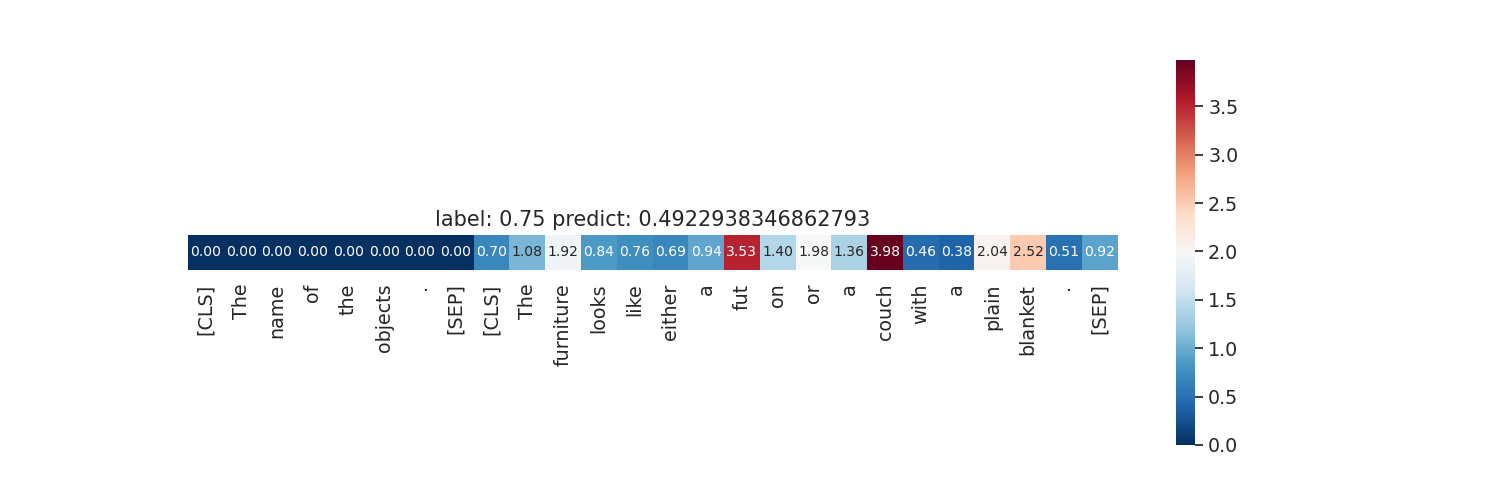 label: 0.75 predict: 0.4922938346862793
0.00 0.00 0.00 0.00 0.00 0.00 0.00 0.00 0.70 1.08 1.92 0.84 0.76 0.69 0.94 3.53 1.40 1.98 1.36 3.98 0.46 0.38 2.04 2.52 0.51 0.92
[CLS] The name of the objects . [SEP] [CLS] The furniture looks like either a fut on or a couch with a plain blanket . [SEP]
3.5
3.0
2.5
2.0
1.5
1.0
0.5
0.0